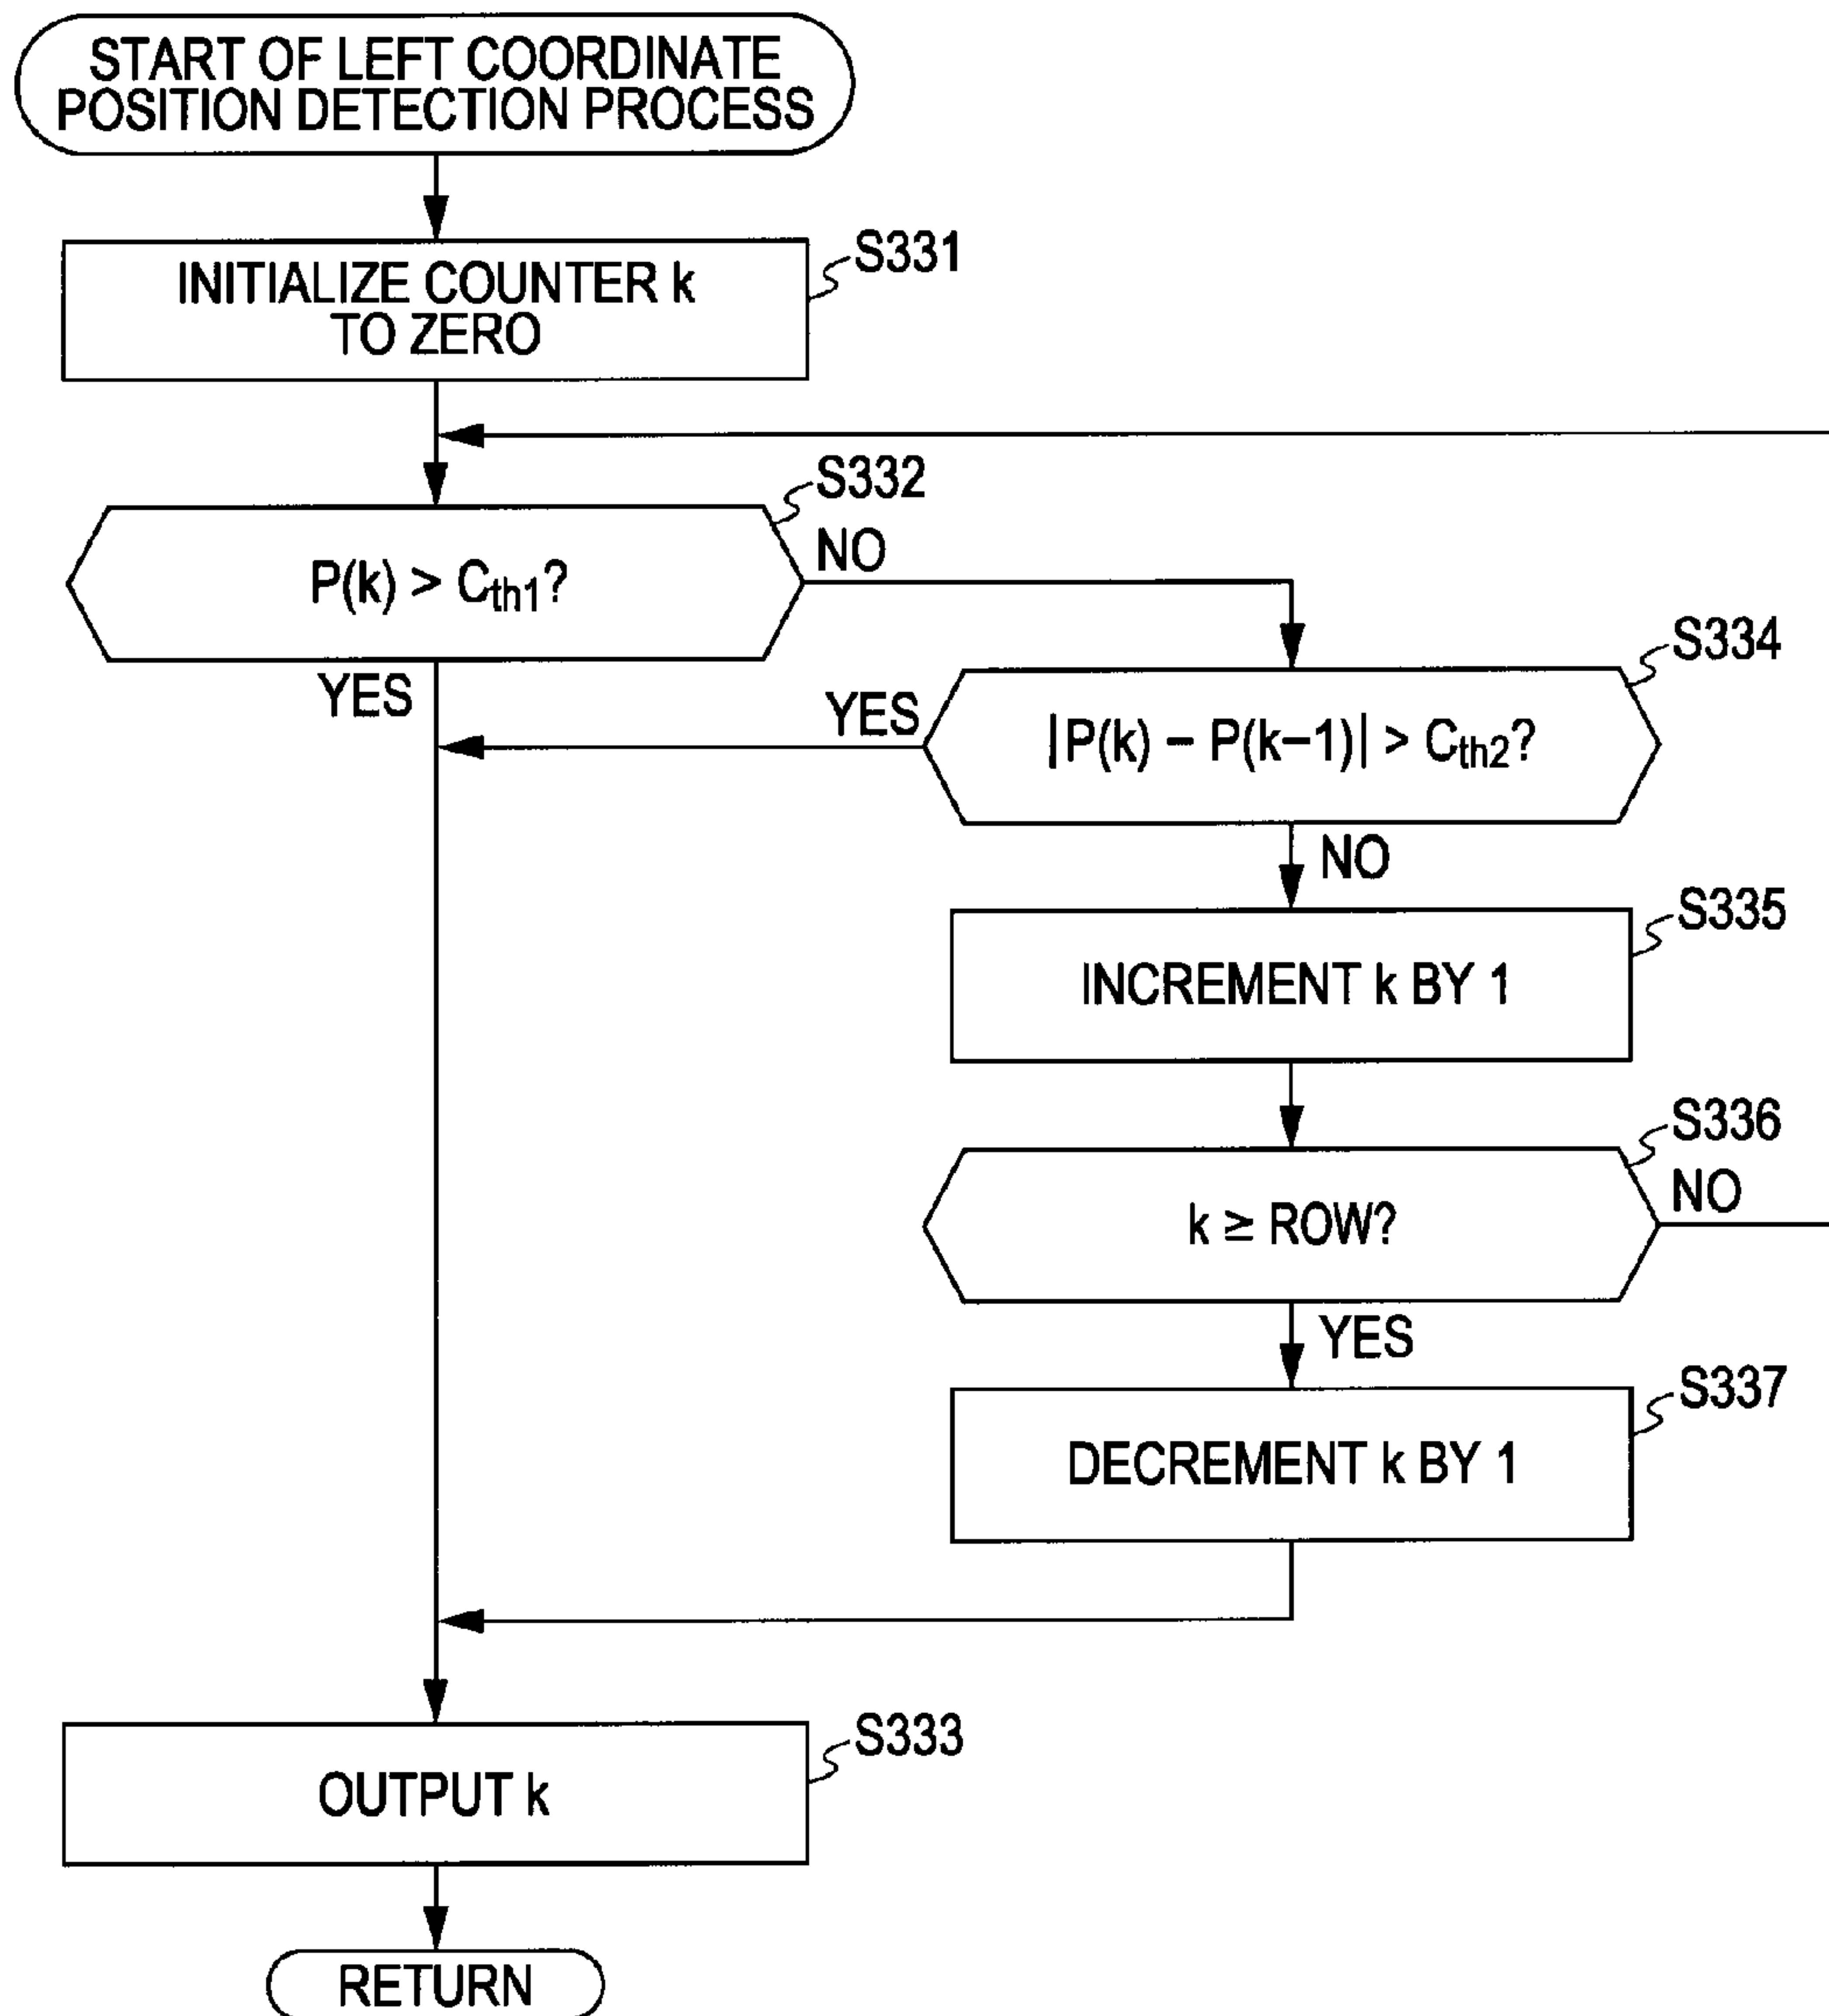 START OF LEFT COORDINATE
POSITION DETECTION PROCESS
S331
INITIALIZE COUNTER k
TO ZERO
S332
P(k) > Cth1?
NO
YES
S334
|P(k) – P(k–1)| > Cth2?
YES
NO
S335
INCREMENT k BY 1
S336
k ≥ ROW?
NO
YES
S337
DECREMENT k BY 1
S333
OUTPUT k
RETURN